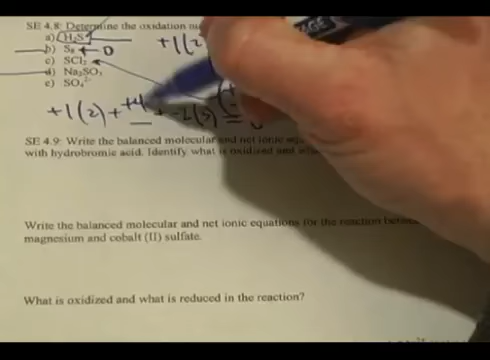 SE 4.8: Determine the oxidation
a) H₂S
b) S₈ 0
+1(2)
c) SCl₂
d) Na₂SO₃
e) SO₄²⁻
+1(2) + +4 + -2(3)
SE 4.9: Write the balanced molecular and net ionic
with hydrobromic acid. Identify what is oxidized and
Write the balanced molecular and net ionic equations for the reaction
magnesium and cobalt (II) sulfate.
What is oxidized and what is reduced in the reaction?